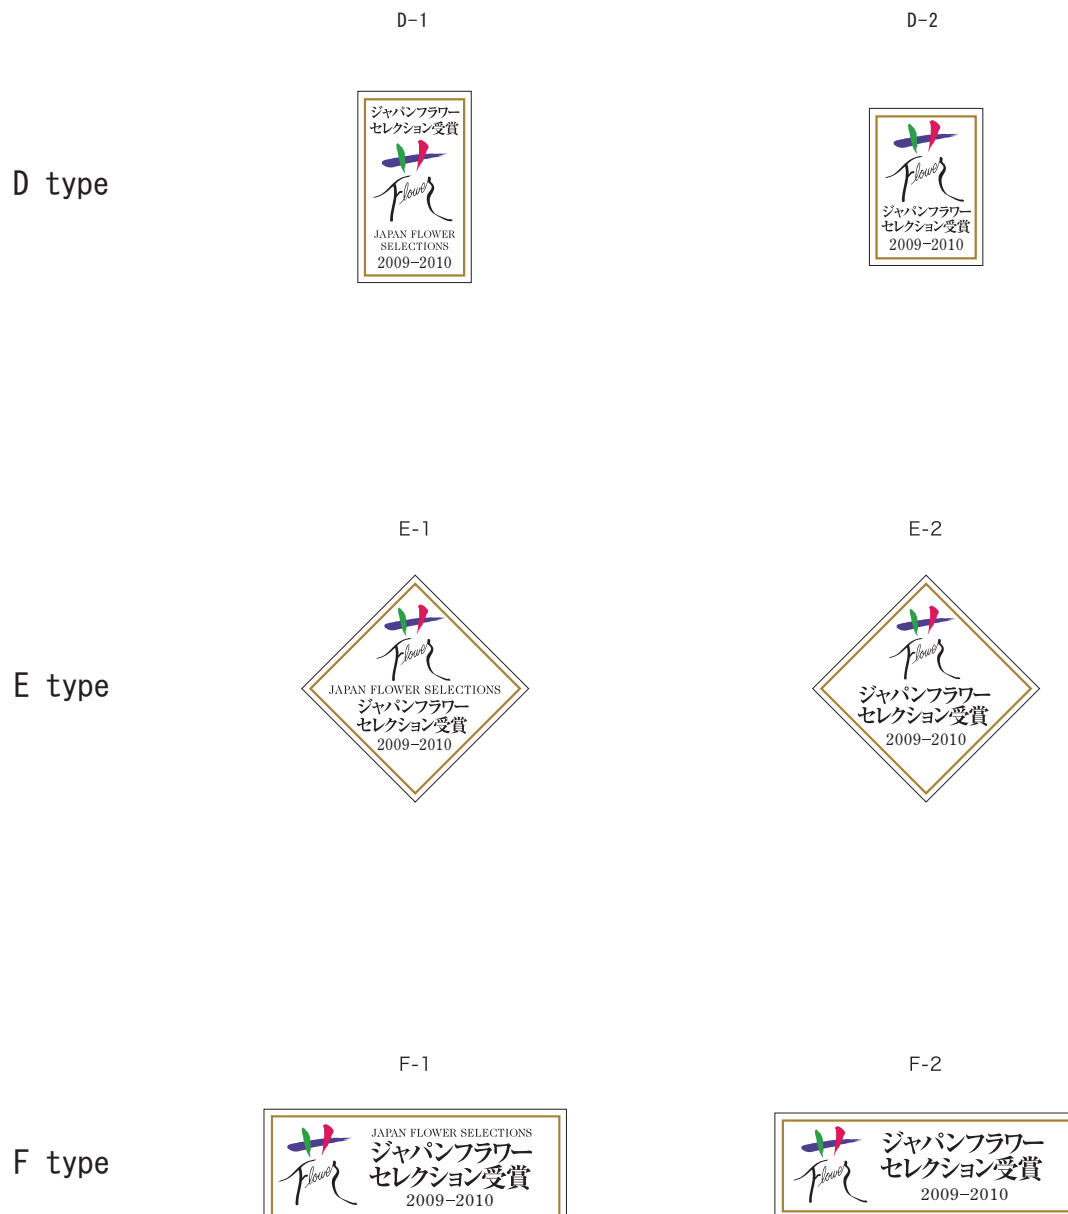 D-1
D-2
D type
ジャパンフラワー
セレクション受賞
Flower
JAPAN FLOWER
SELECTIONS
2009-2010
Flower
ジャパンフラワー
セレクション受賞
2009-2010
E-1
E-2
E type
Flower
JAPAN FLOWER SELECTIONS
ジャパンフラワー
セレクション受賞
2009-2010
Flower
ジャパンフラワー
セレクション受賞
2009-2010
F-1
F-2
F type
Flower
JAPAN FLOWER SELECTIONS
ジャパンフラワー
セレクション受賞
2009-2010
Flower
ジャパンフラワー
セレクション受賞
2009-2010